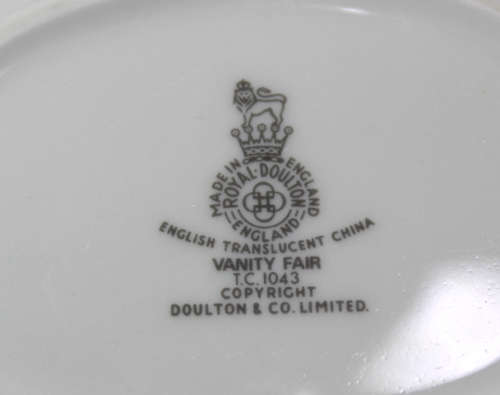 MADE IN ENGLAND
ROYAL·DOULTON
ENGLAND
ENGLISH TRANSLUCENT CHINA
VANITY FAIR
T.C. 1043
COPYRIGHT
DOULTON & CO. LIMITED.